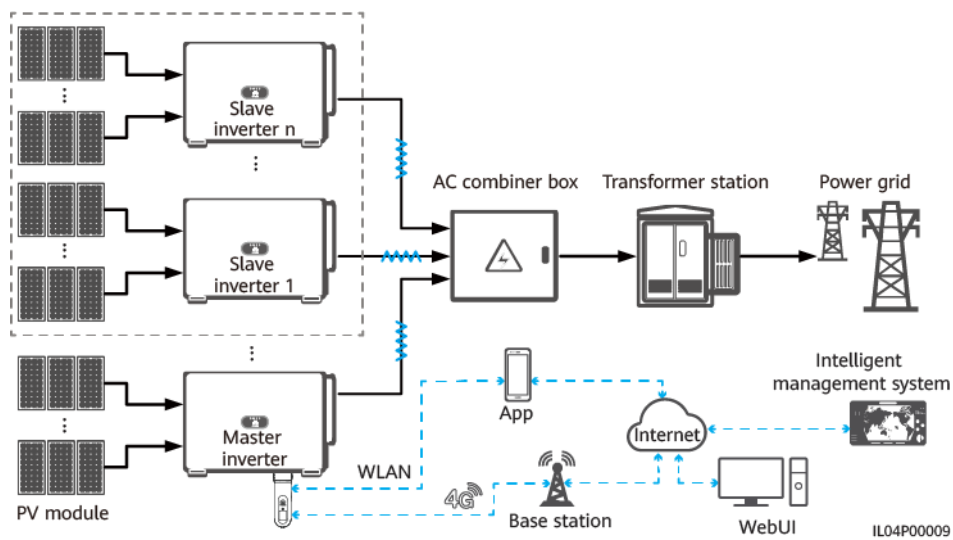 Slave
inverter n
AC combiner box
Transformer station
Power grid
Slave
inverter 1
Master
inverter
PV module
WLAN
4G
App
Base station
Internet
Intelligent
management system
WebUI
IL04P00009